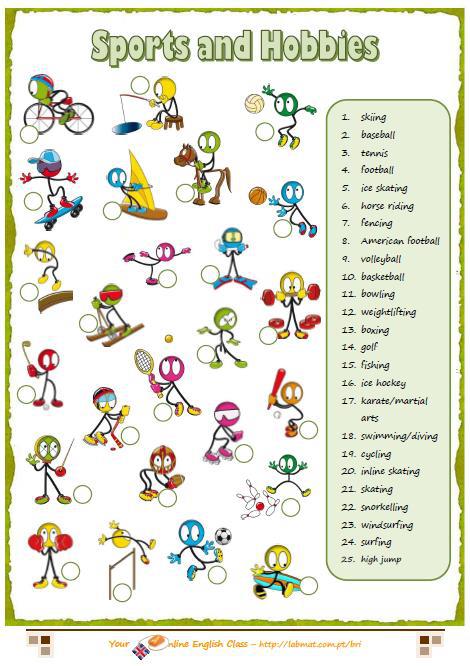 Sports and Hobbies
1. skiing
2. baseball
3. tennis
4. football
5. ice skating
6. horse riding
7. fencing
8. American football
9. volleyball
10. basketball
11. bowling
12 weightlifting
13. boxing
14. golf
15. fishing
16. ice hockey
17. karate/martial
arts
18. swimming/diving
19. cycling
20. inline skating
21. skating
22. snorkelling
23. windsurfing
24. surfing
25. high jump
Your Online English Class – http://labmat.com.pt/bri